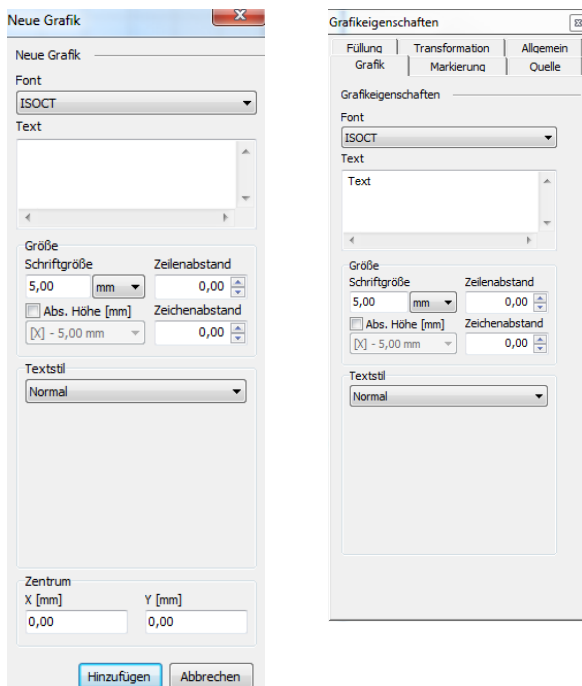 Neue Grafik
Neue Grafik
Font
ISOCT
Text
Größe
Schriftgröße Zeilenabstand
5,00 mm 0,00
Abs. Höhe [mm] Zeichenabstand
[X] - 5,00 mm 0,00
Textstil
Normal
Zentrum
X [mm] Y [mm]
0,00 0,00
Hinzufügen Abbrechen
Grafikeigenschaften
Füllung Transformation Allgemein
Grafik Markierung Quelle
Grafikeigenschaften
Font
ISOCT
Text
Text
Größe
Schriftgröße Zeilenabstand
5,00 mm 0,00
Abs. Höhe [mm] Zeichenabstand
[X] - 5,00 mm 0,00
Textstil
Normal